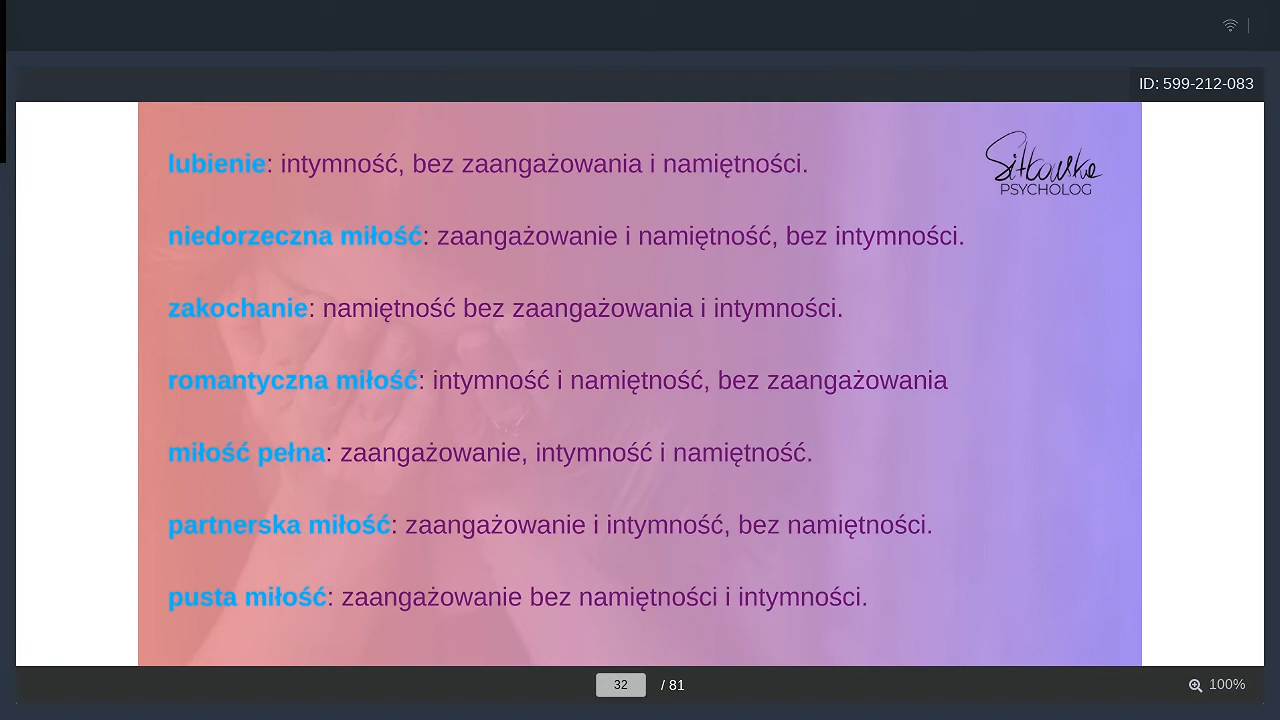 ID: 599-212-083
Sitkowska
PSYCHOLOG
lubienie: intymność, bez zaangażowania i namiętności.
niedorzeczna miłość: zaangażowanie i namiętność, bez intymności.
zakochanie: namiętność bez zaangażowania i intymności.
romantyczna miłość: intymność i namiętność, bez zaangażowania
miłość pełna: zaangażowanie, intymność i namiętność.
partnerska miłość: zaangażowanie i intymność, bez namiętności.
pusta miłość: zaangażowanie bez namiętności i intymności.
32 / 81
100%